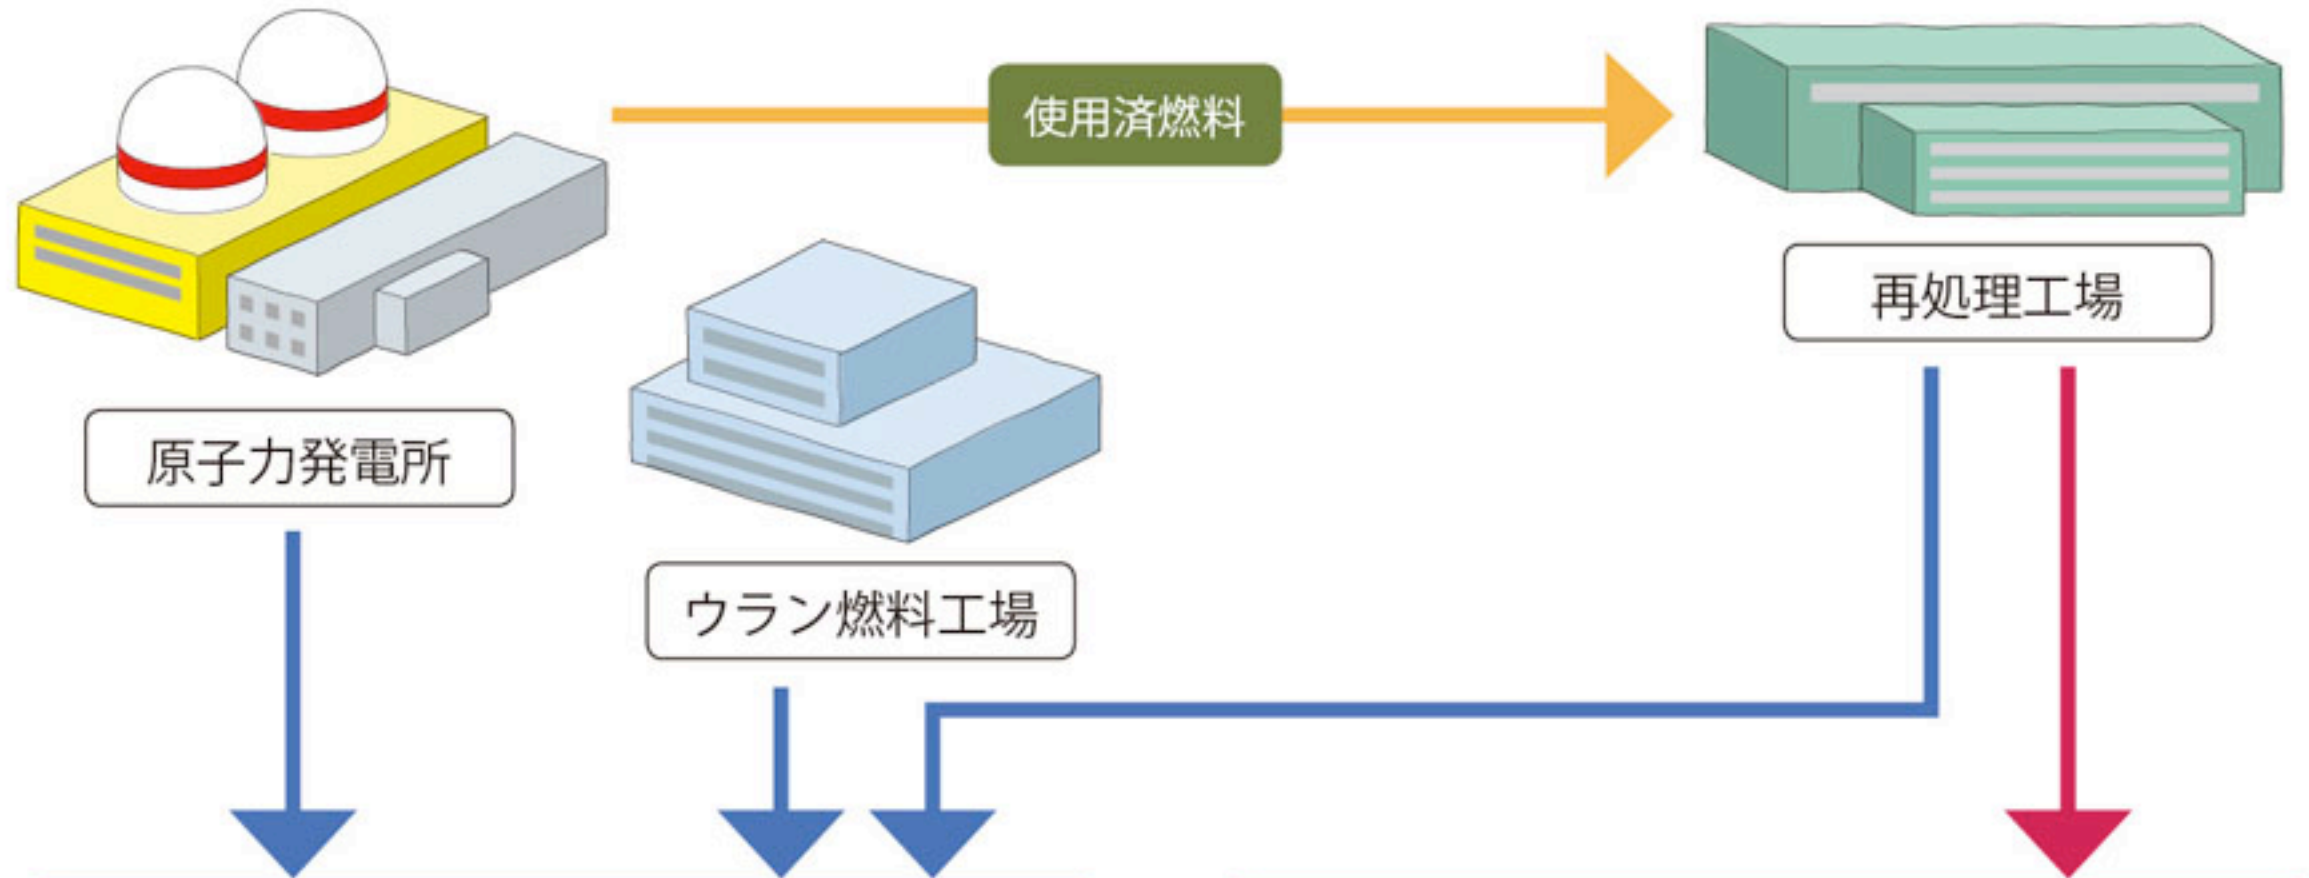 使用済燃料
再処理工場
原子力発電所
ウラン燃料工場